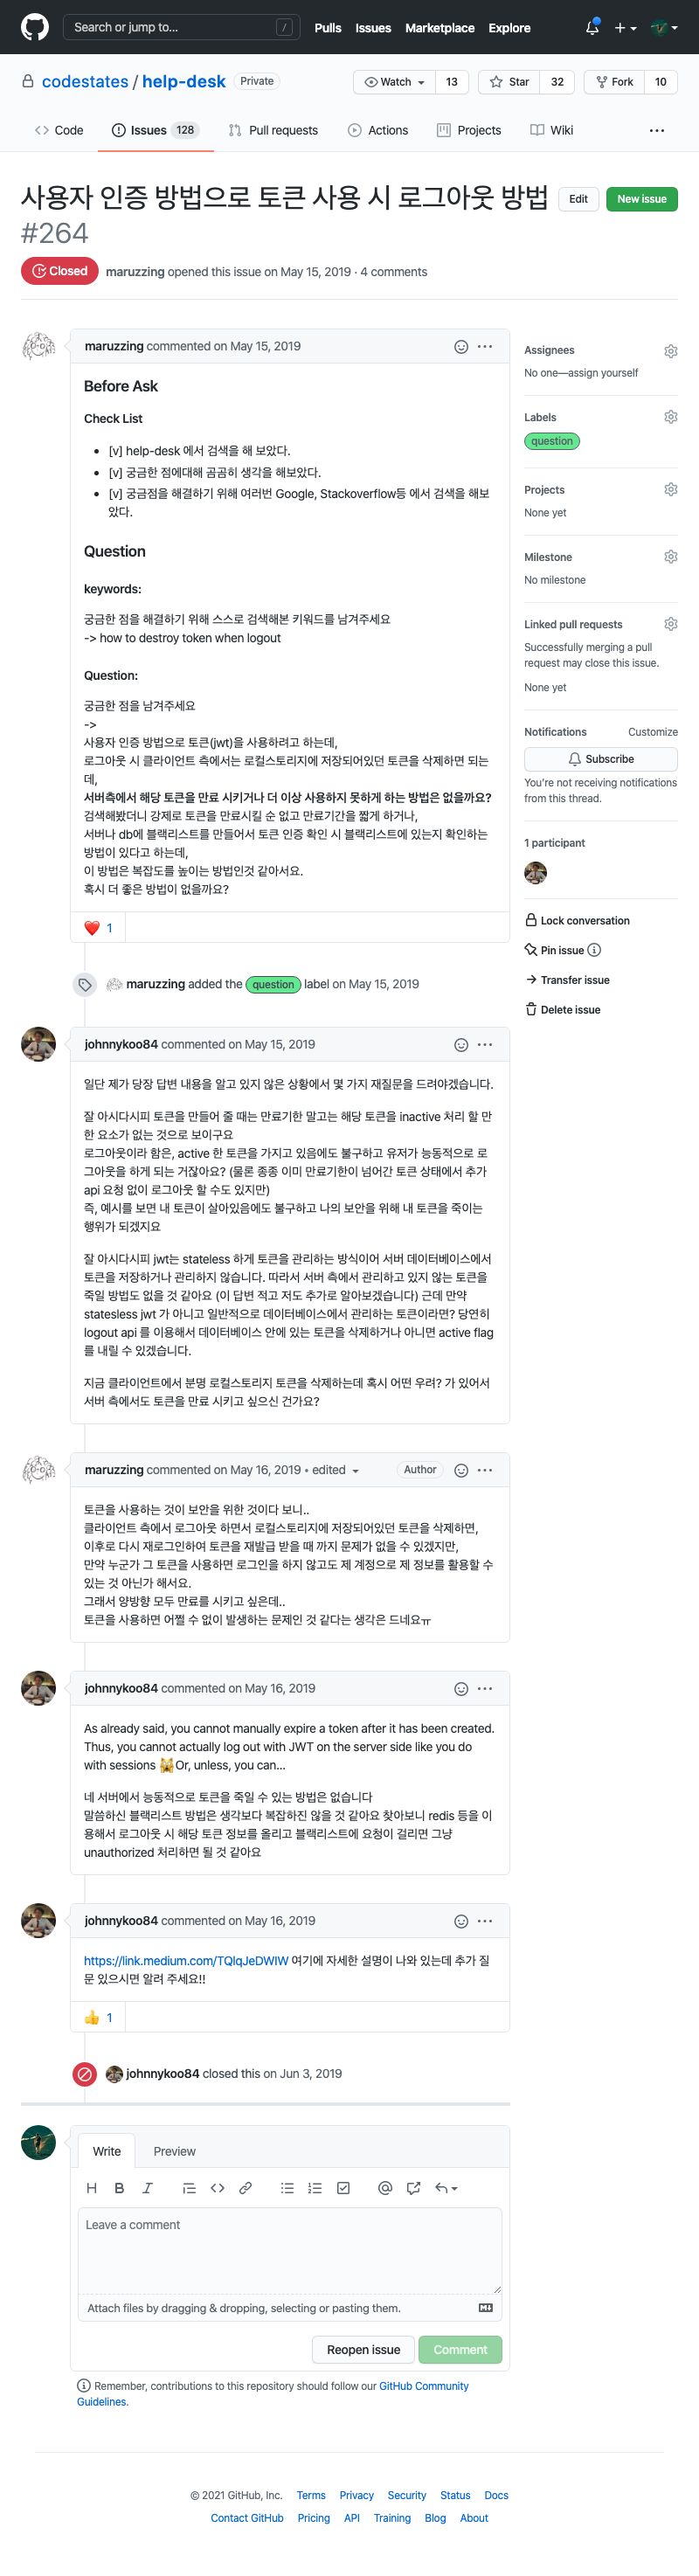 Search or jump to... /
Pulls Issues Marketplace Explore
codestates / help-desk Private
Watch 13 Star 32 Fork 10
Code Issues 128 Pull requests Actions Projects Wiki
사용자 인증 방법으로 토큰 사용 시 로그아웃 방법
#264
Edit New issue
Closed maruzzing opened this issue on May 15, 2019 · 4 comments
maruzzing commented on May 15, 2019
Before Ask
Check List
[v] help-desk 에서 검색을 해 보았다.
[v] 궁금한 점에대해 곰곰히 생각을 해보았다.
[v] 궁금점을 해결하기 위해 여러번 Google, Stackoverflow등 에서 검색을 해보
았다.
Question
keywords:
궁금한 점을 해결하기 위해 스스로 검색해본 키워드를 남겨주세요
-> how to destroy token when logout
Question:
궁금한 점을 남겨주세요
->
사용자 인증 방법으로 토큰(jwt)을 사용하려고 하는데,
로그아웃 시 클라이언트 측에서는 로컬스토리지에 저장되어있던 토큰을 삭제하면 되는
데,
서버측에서 해당 토큰을 만료 시키거나 더 이상 사용하지 못하게 하는 방법은 없을까요?
검색해봤더니 강제로 토큰을 만료시킬 순 없고 만료기간을 짧게 하거나,
서버나 db에 블랙리스트를 만들어서 토큰 인증 확인 시 블랙리스트에 있는지 확인하는
방법이 있다고 하는데,
이 방법은 복잡도를 높이는 방법인것 같아서요.
혹시 더 좋은 방법이 없을까요?
❤️ 1
maruzzing added the question label on May 15, 2019
johnnykoo84 commented on May 15, 2019
일단 제가 당장 답변 내용을 알고 있지 않은 상황에서 몇 가지 재질문을 드려야겠습니다.
잘 아시다시피 토큰을 만들어 줄 때는 만료기한 말고는 해당 토큰을 inactive 처리 할 만
한 요소가 없는 것으로 보이구요
로그아웃이라 함은, active 한 토큰을 가지고 있음에도 불구하고 유저가 능동적으로 로
그아웃을 하게 되는 거잖아요? (물론 종종 이미 만료기한이 넘어간 토큰 상태에서 추가
api 요청 없이 로그아웃 할 수도 있지만)
즉, 예시를 보면 내 토큰이 살아있음에도 불구하고 나의 보안을 위해 내 토큰을 죽이는
행위가 되겠지요
잘 아시다시피 jwt는 stateless 하게 토큰을 관리하는 방식이어 서버 데이터베이스에서
토큰을 저장하거나 관리하지 않습니다. 따라서 서버 측에서 관리하고 있지 않는 토큰을
죽일 방법도 없을 것 같아요 (이 답변 적고 저도 추가로 알아보겠습니다) 근데 만약
statesless jwt 가 아니고 일반적으로 데이터베이스에서 관리하는 토큰이라면? 당연히
logout api 를 이용해서 데이터베이스 안에 있는 토큰을 삭제하거나 아니면 active flag
를 내릴 수 있겠습니다.
지금 클라이언트에서 분명 로컬스토리지 토큰을 삭제하는데 혹시 어떤 우려? 가 있어서
서버 측에서도 토큰을 만료 시키고 싶으신 건가요?
maruzzing commented on May 16, 2019 • edited Author
토큰을 사용하는 것이 보안을 위한 것이다 보니..
클라이언트 측에서 로그아웃 하면서 로컬스토리지에 저장되어있던 토큰을 삭제하면,
이후로 다시 재로그인하여 토큰을 재발급 받을 때 까지 문제가 없을 수 있겠지만,
만약 누군가 그 토큰을 사용하면 로그인을 하지 않고도 제 계정으로 제 정보를 활용할 수
있는 것 아닌가 해서요.
그래서 양방향 모두 만료를 시키고 싶은데..
토큰을 사용하면 어쩔 수 없이 발생하는 문제인 것 같다는 생각은 드네요ㅠ
johnnykoo84 commented on May 16, 2019
As already said, you cannot manually expire a token after it has been created.
Thus, you cannot actually log out with JWT on the server side like you do
with sessions 🙀Or, unless, you can…
네 서버에서 능동적으로 토큰을 죽일 수 있는 방법은 없습니다
말씀하신 블랙리스트 방법은 생각보다 복잡하진 않을 것 같아요 찾아보니 redis 등을 이
용해서 로그아웃 시 해당 토큰 정보를 올리고 블랙리스트에 요청이 걸리면 그냥
unauthorized 처리하면 될 것 같아요
johnnykoo84 commented on May 16, 2019
https://link.medium.com/TQlqJeDWIW 여기에 자세한 설명이 나와 있는데 추가 질
문 있으시면 알려 주세요!!
👍 1
johnnykoo84 closed this on Jun 3, 2019
Write Preview
Leave a comment
Attach files by dragging & dropping, selecting or pasting them.
Reopen issue Comment
Remember, contributions to this repository should follow our GitHub Community
Guidelines.
Assignees
No one—assign yourself
Labels
question
Projects
None yet
Milestone
No milestone
Linked pull requests
Successfully merging a pull
request may close this issue.
None yet
Notifications Customize
Subscribe
You're not receiving notifications
from this thread.
1 participant
Lock conversation
Pin issue
Transfer issue
Delete issue
© 2021 GitHub, Inc. Terms Privacy Security Status Docs
Contact GitHub Pricing API Training Blog About